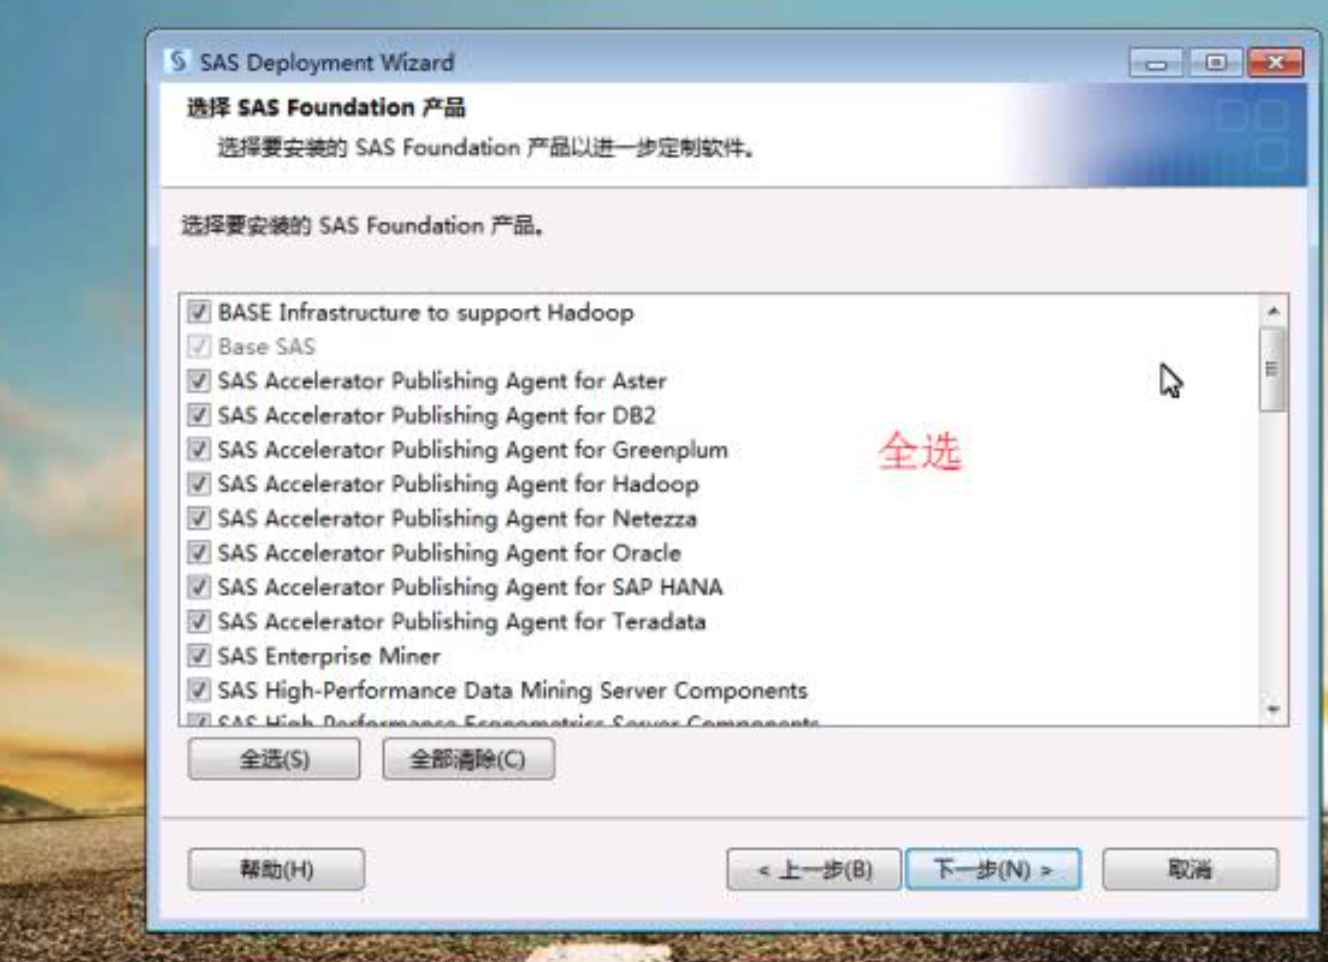 SAS Deployment Wizard
选择 SAS Foundation 产品
选择要安装的 SAS Foundation 产品以进一步定制软件。
选择要安装的 SAS Foundation 产品。
BASE Infrastructure to support Hadoop
Base SAS
SAS Accelerator Publishing Agent for Aster
SAS Accelerator Publishing Agent for DB2
SAS Accelerator Publishing Agent for Greenplum
全选
SAS Accelerator Publishing Agent for Hadoop
SAS Accelerator Publishing Agent for Netezza
SAS Accelerator Publishing Agent for Oracle
SAS Accelerator Publishing Agent for SAP HANA
SAS Accelerator Publishing Agent for Teradata
SAS Enterprise Miner
SAS High-Performance Data Mining Server Components
SAS High-Performance Econometrics Server Components
全选(S) 全部清除(C)
帮助(H) < 上一步(B) 下一步(N) > 取消